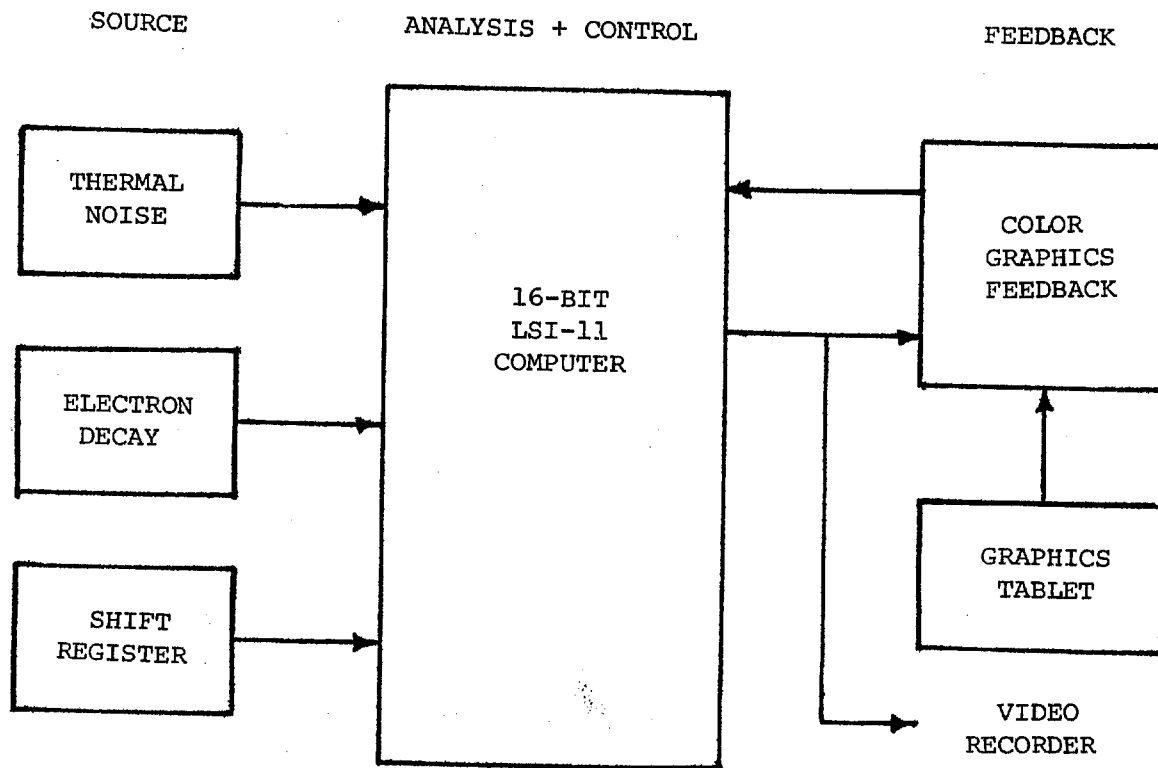 SOURCE
ANALYSIS + CONTROL
FEEDBACK
THERMAL
NOISE
ELECTRON
DECAY
SHIFT
REGISTER
16-BIT
LSI-11
COMPUTER
COLOR
GRAPHICS
FEEDBACK
GRAPHICS
TABLET
VIDEO
RECORDER